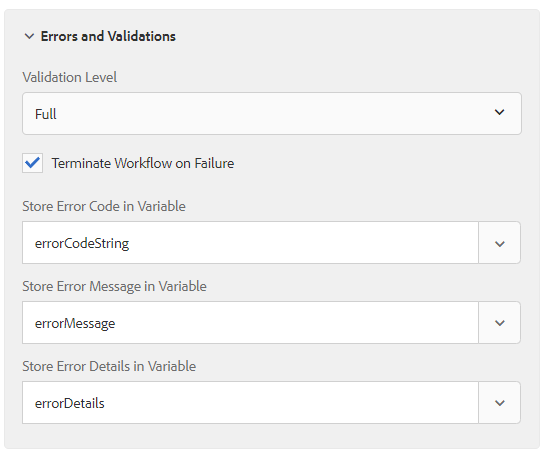 Errors and Validations
Validation Level
Full
Terminate Workflow on Failure
Store Error Code in Variable
errorCodeString
Store Error Message in Variable
errorMessage
Store Error Details in Variable
errorDetails